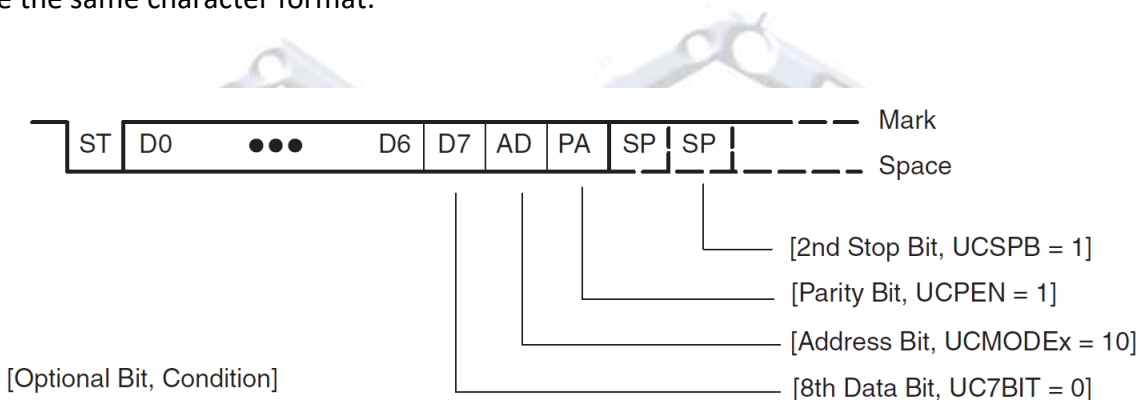 e the same character format.
ST D0 ●●● D6 D7 AD PA SP SP
Mark
Space
[2nd Stop Bit, UCSPB = 1]
[Parity Bit, UCPEN = 1]
[Address Bit, UCMODEx = 10]
[Optional Bit, Condition]
[8th Data Bit, UC7BIT = 0]